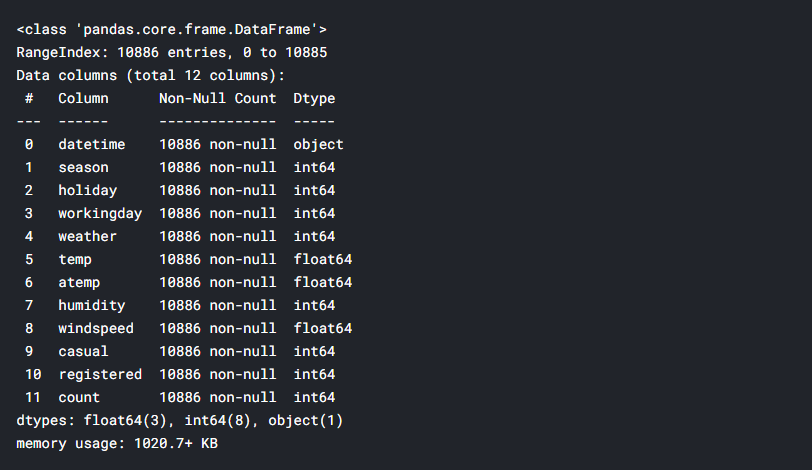 <class 'pandas.core.frame.DataFrame'>
RangeIndex: 10886 entries, 0 to 10885
Data columns (total 12 columns):
 #   Column      Non-Null Count  Dtype
---  ------      --------------  -----
 0   datetime    10886 non-null  object
 1   season      10886 non-null  int64
 2   holiday     10886 non-null  int64
 3   workingday  10886 non-null  int64
 4   weather     10886 non-null  int64
 5   temp        10886 non-null  float64
 6   atemp       10886 non-null  float64
 7   humidity    10886 non-null  int64
 8   windspeed   10886 non-null  float64
 9   casual      10886 non-null  int64
 10  registered  10886 non-null  int64
 11  count       10886 non-null  int64
dtypes: float64(3), int64(8), object(1)
memory usage: 1020.7+ KB